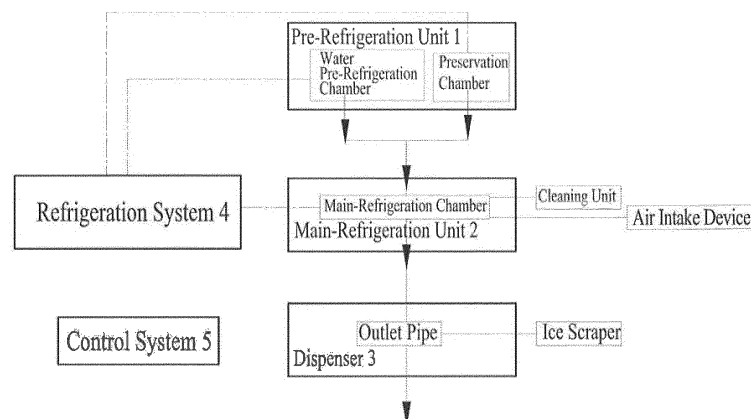 Pre-Refrigeration Unit 1
Water
Pre-Refrigeration
Chamber
Preservation
Chamber
Refrigeration System 4
Main-Refrigeration Chamber
Main-Refrigeration Unit 2
Cleaning Unit
Air Intake Device
Control System 5
Outlet Pipe
Dispenser 3
Ice Scraper